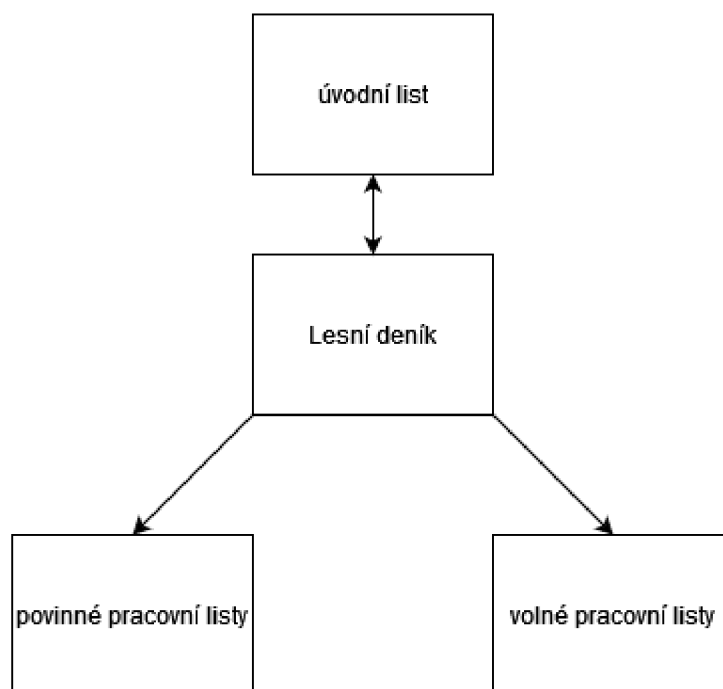 úvodní list
Lesní deník
povinné pracovní listy
volné pracovní listy